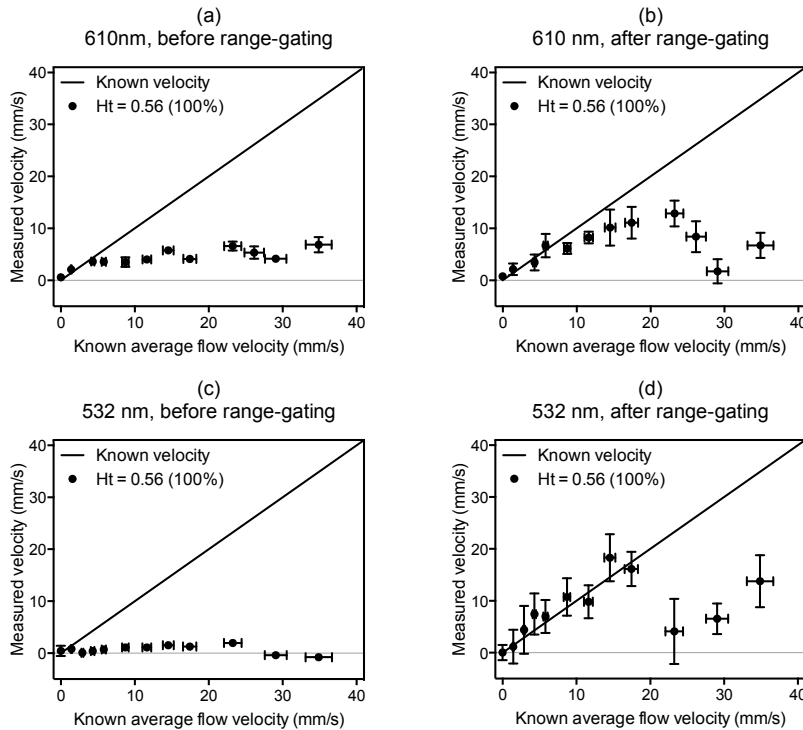 (a)
610nm, before range-gating
40
30
20
10
0
Measured velocity (mm/s)
Known velocity
Ht = 0.56 (100%)
0 10 20 30 40
Known average flow velocity (mm/s)
(b)
610 nm, after range-gating
40
30
20
10
0
Measured velocity (mm/s)
Known velocity
Ht = 0.56 (100%)
0 10 20 30 40
Known average flow velocity (mm/s)
(c)
532 nm, before range-gating
40
30
20
10
0
Measured velocity (mm/s)
Known velocity
Ht = 0.56 (100%)
0 10 20 30 40
Known average flow velocity (mm/s)
(d)
532 nm, after range-gating
40
30
20
10
0
Measured velocity (mm/s)
Known velocity
Ht = 0.56 (100%)
0 10 20 30 40
Known average flow velocity (mm/s)